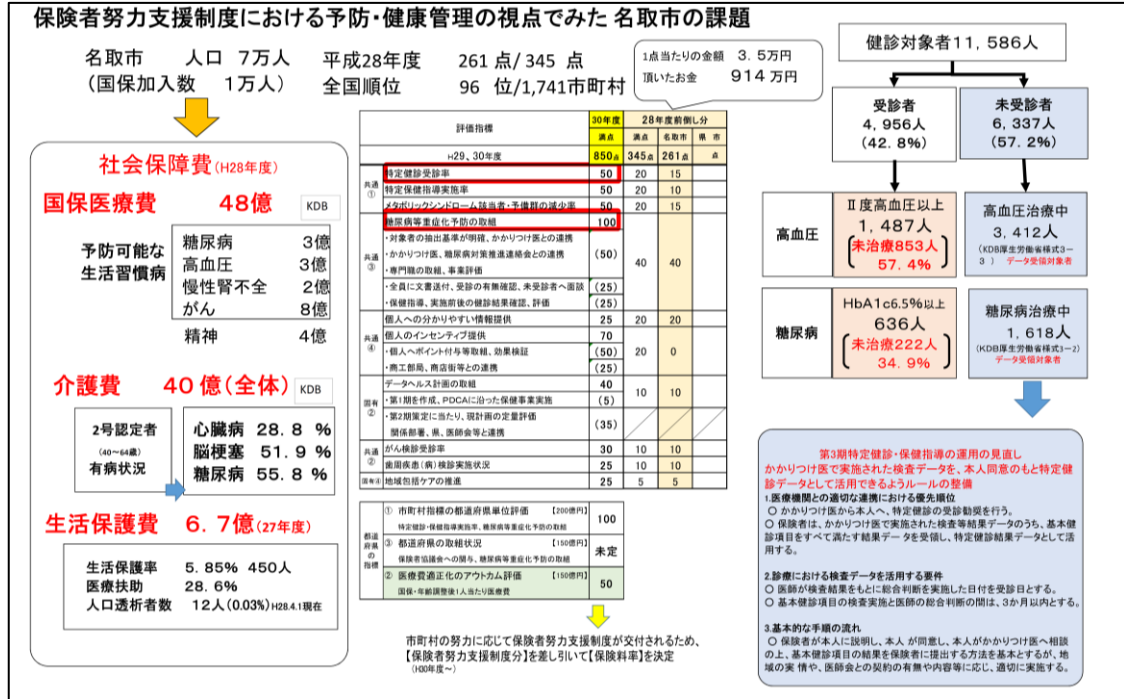 保険者努力支援制度における予防・健康管理の視点でみた 名取市の課題
名取市　人口 7万人
（国保加入数　1万人）
平成28年度　261 点/ 345 点
全国順位　96 位/1,741市町村
1点当たりの金額　3.5万円
頂いたお金　914 万円
社会保障費(H28年度)
国保医療費　48億
KDB
予防可能な
生活習慣病
糖尿病　3億
高血圧　3億
慢性腎不全　2億
がん　8億
精神　4億
介護費　40 億(全体)
KDB
2号認定者
(40～64歳)
有病状況
心臓病 28.8 %
脳梗塞 51.9 %
糖尿病 55.8 %
生活保護費　6.7億(27年度)
生活保護率　5.85% 450人
医療扶助　28.6%
人口透析者数　12人(0.03%)H28.4.1現在
評価指標　30年度　28年度前倒し分
満点　満点　名取市　県 市
H29、30年度　850点　345点　261点　点
共通①
特定健診受診率　50　20　15
特定保健指導実施率　50　20　10
メタボリックシンドローム該当者・予備群の減少率　50　20　15
共通③
糖尿病等重症化予防の取組　100　40　40
・対象者の抽出基準が明確、かかりつけ医との連携　(50)
・かかりつけ医、糖尿病対策推進連絡会との連携
・専門職の取組、事業評価
・全員に文書送付、受診の有無確認、未受診者へ面談　(25)
・保健指導、実施前後の健診結果確認、評価　(25)
共通④
個人への分かりやすい情報提供　25　20　20
個人のインセンティブ提供　70　20　0
・個人へポイント付与等取組、効果検証　(50)
・商工部局、商店街等との連携　(25)
固有②
データヘルス計画の取組　40　10　10
・第1期を作成、PDCAに沿った保健事業実施　(5)
・第2期策定に当たり、現計画の定量評価　(35)
関係部署、県、医師会等と連携
共通②
がん検診受診率　30　10　10
歯周疾患(病)検診実施状況　25　10　10
固有④　地域包括ケアの推進　25　5　5
都道府県の指標
① 市町村指標の都道府県単位評価　【200億円】　100
特定健診・保健指導実施率、糖尿病等重症化予防の取組
③ 都道府県の取組状況　【150億円】　未定
保険者協議会への関与、糖尿病等重症化予防の取組
② 医療費適正化のアウトカム評価　【150億円】　50
国保・年齢調整後1人当たり医療費
市町村の努力に応じて保険者努力支援制度が交付されるため、
【保険者努力支援制度分】を差し引いて【保険料率】を決定
(H30年度～)
健診対象者11,586人
受診者
4,956人
(42.8%)
未受診者
6,337人
(57.2%)
高血圧
Ⅱ度高血圧以上
1,487人
未治療853人
57.4%
高血圧治療中
3,412人
(KDB厚生労働省様式3－
3 ) データ受領対象者
糖尿病
HbA1c6.5%以上
636人
未治療222人
34.9%
糖尿病治療中
1,618人
(KDB厚生労働省様式3－2)
データ受領対象者
第3期特定健診・保健指導の運用の見直し
かかりつけ医で実施された検査データを、本人同意のもと特定健
診データとして活用できるようルールの整備
1.医療機関との適切な連携における優先順位
○ かかりつけ医から本人へ、特定健診の受診勧奨を行う。
○ 保険者は、かかりつけ医で実施された検査等結果データのうち、基本健
診項目をすべて満たす結果データを受領し、特定健診結果データとして活
用する。
2.診療における検査データを活用する要件
○ 医師が検査結果をもとに総合判断を実施した日付を受診日とする。
○ 基本健診項目の検査実施と医師の総合判断の間は、3か月以内とする。
3.基本的な手順の流れ
○ 保険者が本人に説明し、本人 が同意し、本人がかかりつけ医へ相談
の上、基本健診項目の結果を保険者に提出する方法を基本とするが、地
域の実 情や、医師会との契約の有無や内容等に応じ、適切に実施する。